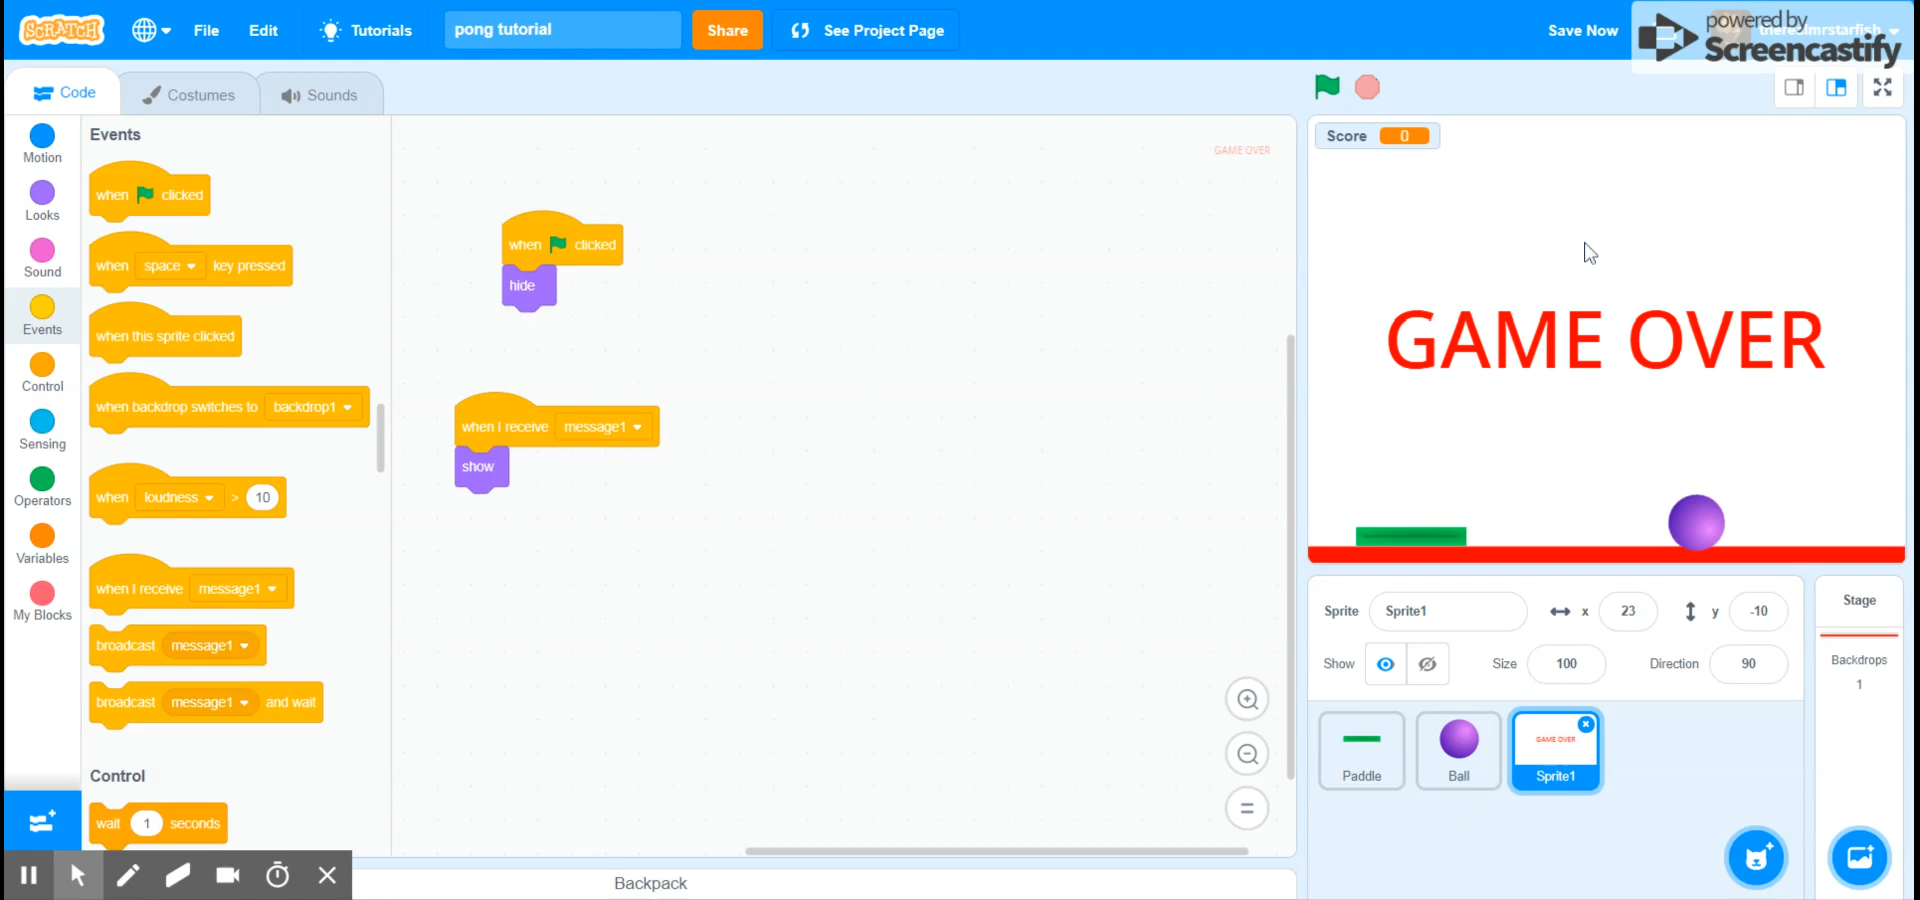 SCRATCH
File
Edit
Tutorials
pong tutorial
Share
See Project Page
Save Now
powered by
Screencastify
Code
Costumes
Sounds
Motion
Looks
Sound
Events
Control
Sensing
Operators
Variables
My Blocks
Events
when clicked
when space key pressed
when this sprite clicked
when backdrop switches to backdrop1
when loudness > 10
when I receive message1
broadcast message1
broadcast message1 and wait
Control
wait 1 seconds
GAME OVER
when clicked
hide
when I receive message1
show
Backpack
Score 0
GAME OVER
Sprite Sprite1 x 23 y -10
Show Size 100 Direction 90
Paddle
Ball
GAME OVER
Sprite1
Stage
Backdrops
1